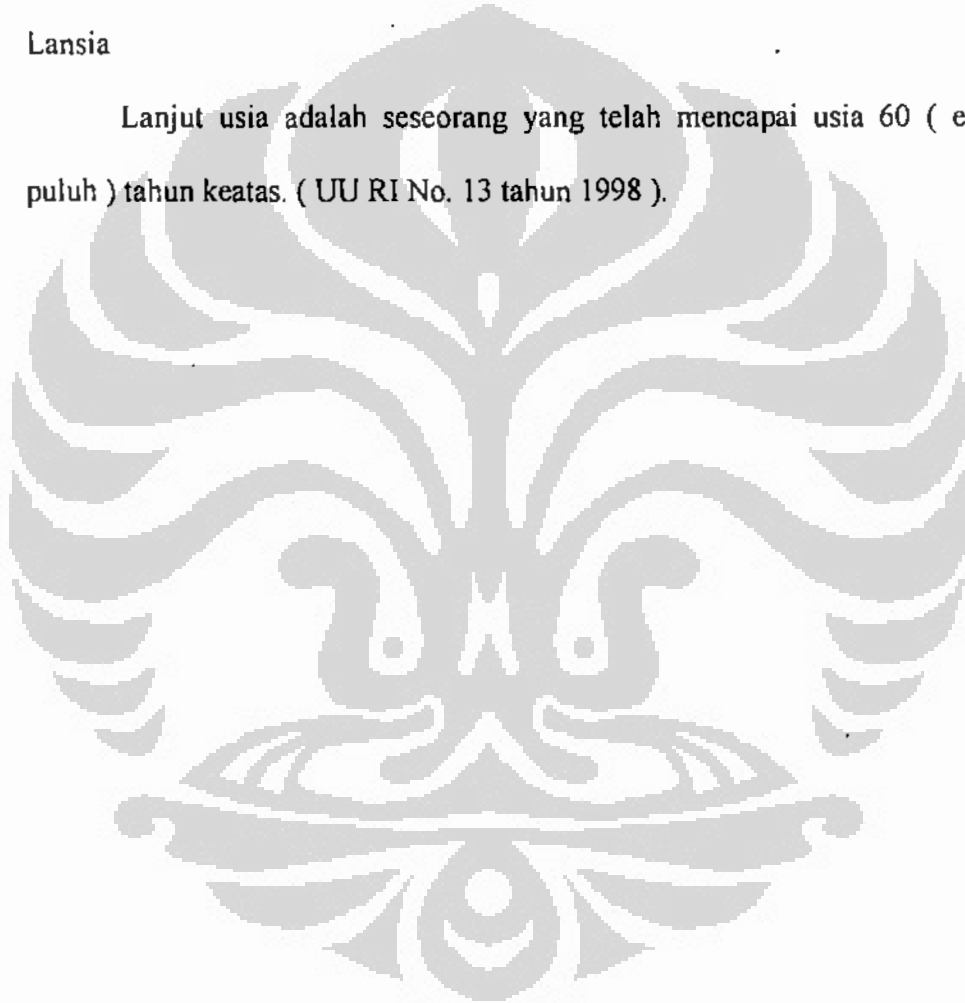 Lansia
Lanjut usia adalah seseorang yang telah mencapai usia 60 ( e
puluh ) tahun keatas. ( UU RI No. 13 tahun 1998 ).